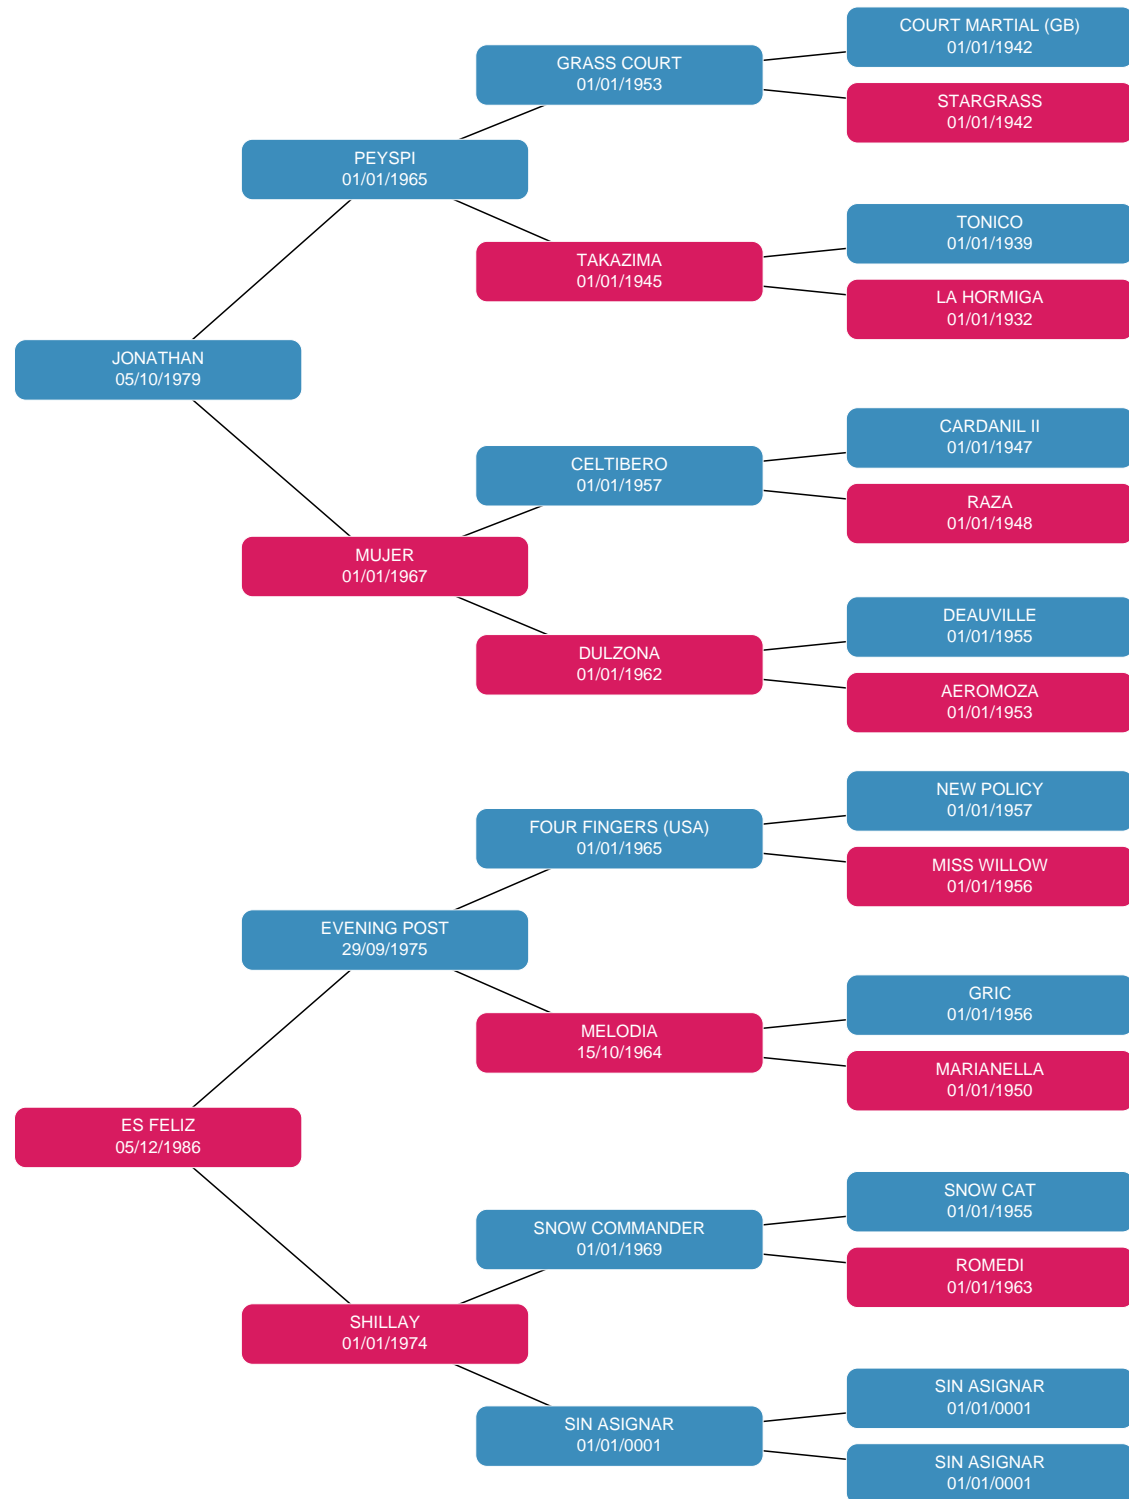 COURT MARTIAL (GB)
01/01/1942
GRASS COURT
01/01/1953
STARGRASS
01/01/1942
PEYSPI
01/01/1965
TONICO
01/01/1939
TAKAZIMA
01/01/1945
LA HORMIGA
01/01/1932
JONATHAN
05/10/1979
CARDANIL II
01/01/1947
CELTIBERO
01/01/1957
RAZA
01/01/1948
MUJER
01/01/1967
DEAUVILLE
01/01/1955
DULZONA
01/01/1962
AEROMOZA
01/01/1953
NEW POLICY
01/01/1957
FOUR FINGERS (USA)
01/01/1965
MISS WILLOW
01/01/1956
EVENING POST
29/09/1975
GRIC
01/01/1956
MELODIA
15/10/1964
MARIANELLA
01/01/1950
ES FELIZ
05/12/1986
SNOW CAT
01/01/1955
SNOW COMMANDER
01/01/1969
ROMEDI
01/01/1963
SHILLAY
01/01/1974
SIN ASIGNAR
01/01/0001
SIN ASIGNAR
01/01/0001
SIN ASIGNAR
01/01/0001